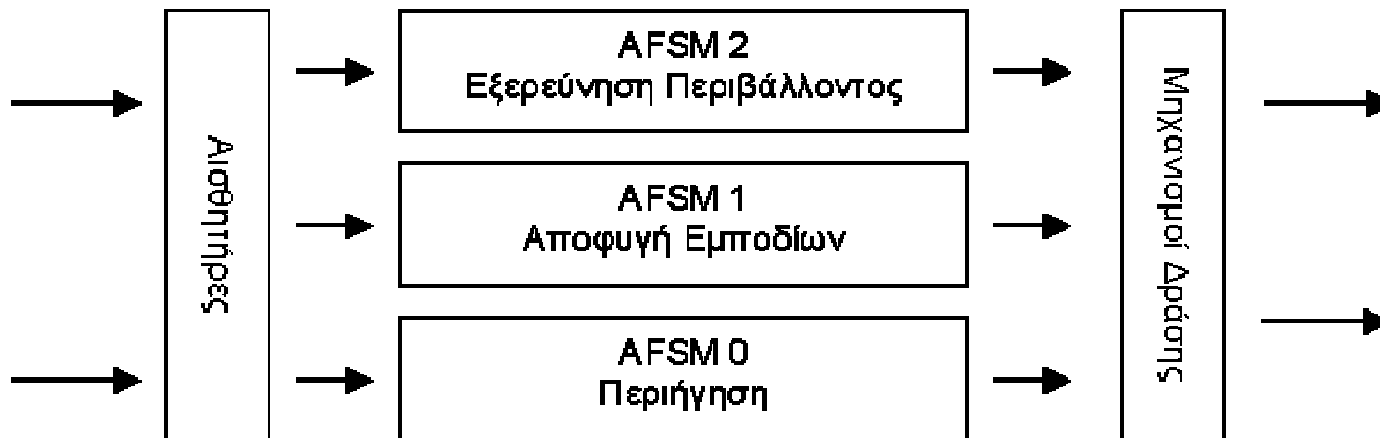 Αισθητήρες
AFSM 2
Εξερεύνηση Περιβάλλοντος
AFSM 1
Αποφυγή Εμποδίων
AFSM 0
Περιήγηση
Μηχανισμοί Δράσης